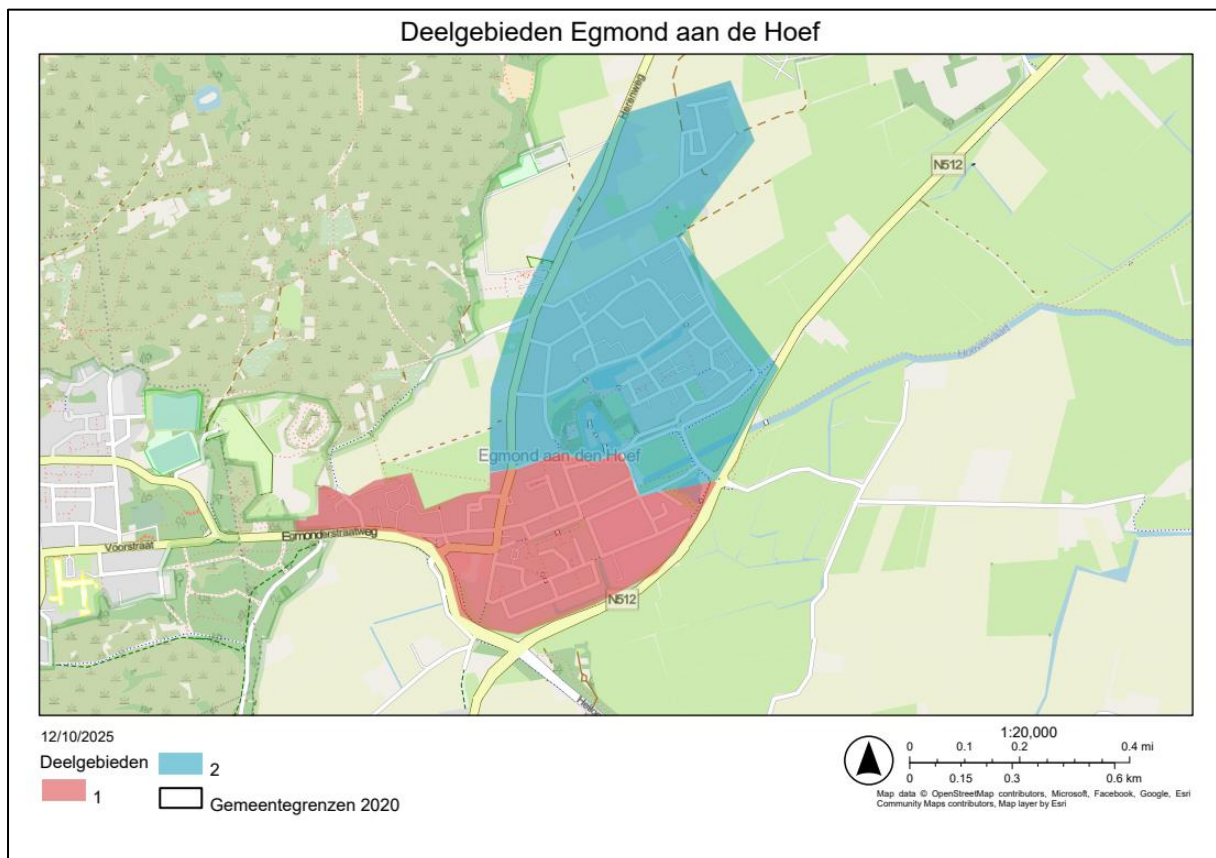 Deelgebieden Egmond aan de Hoef
Herenweg
N512
Hoevervaart
Egmond aan den Hoef
Egmonderstraatweg
Voorstraat
N512
12/10/2025
Deelgebieden
1
2
Gemeentegrenzen 2020
1:20,000
0 0.1 0.2 0.4 mi
0 0.15 0.3 0.6 km
Map data © OpenStreetMap contributors, Microsoft, Facebook, Google, Esri
Community Maps contributors, Map layer by Esri